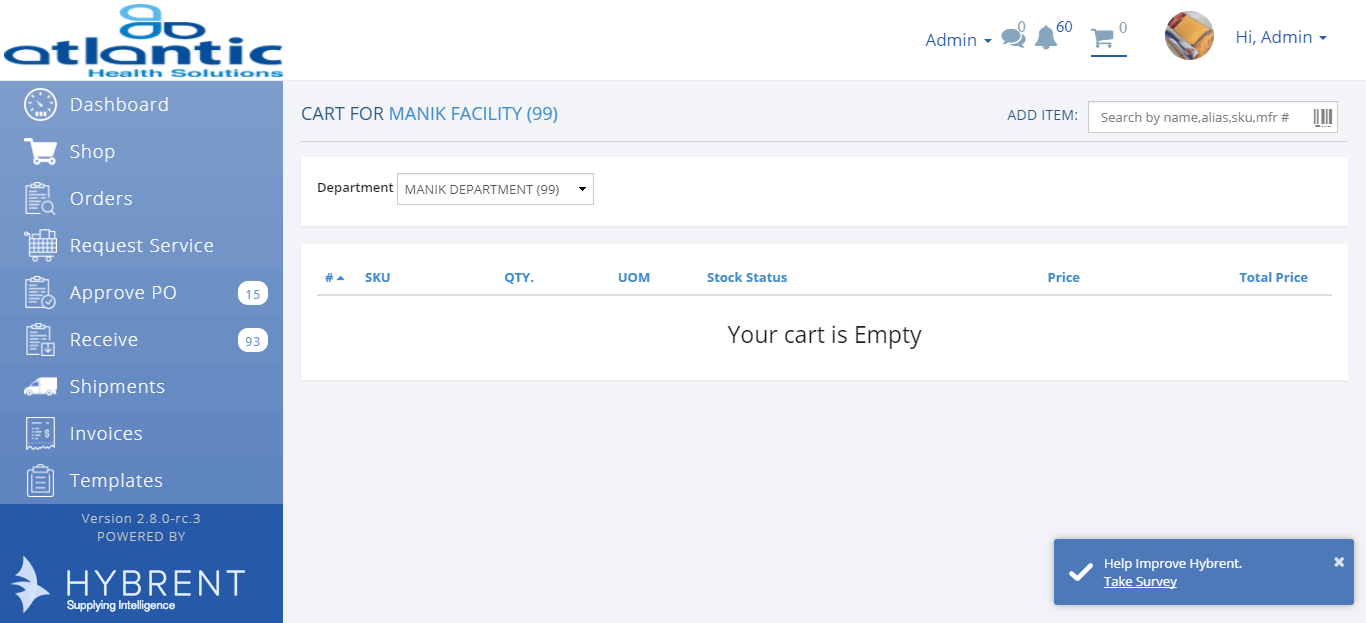 atlantic
Health Solutions
Admin
0
60
0
Hi, Admin
Dashboard
Shop
Orders
Request Service
Approve PO 15
Receive 93
Shipments
Invoices
Templates
Version 2.8.0-rc.3
POWERED BY
HYBRENT
Supplying Intelligence
CART FOR MANIK FACILITY (99)
ADD ITEM: Search by name,alias,sku,mfr #
Department MANIK DEPARTMENT (99)
# SKU QTY. UOM Stock Status Price Total Price
Your cart is Empty
Help Improve Hybrent.
Take Survey